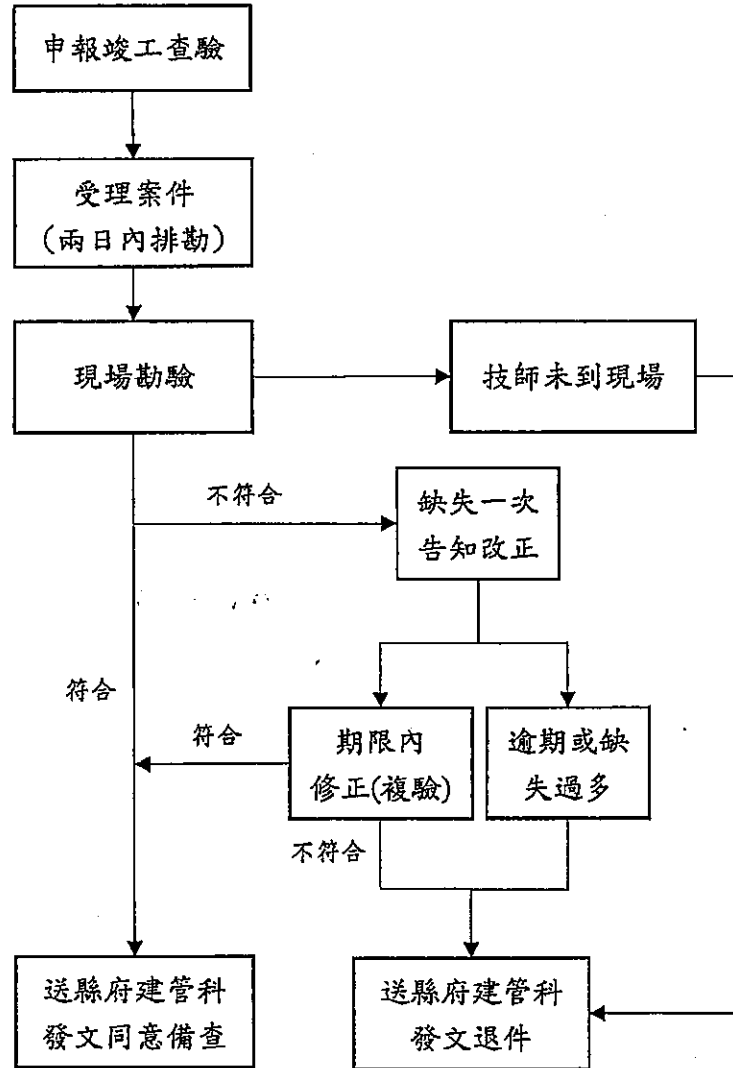 申報竣工查驗
受理案件
(兩日內排勘)
現場勘驗
技師未到現場
不符合
缺失一次
告知改正
符合
符合
期限內
修正(複驗)
逾期或缺
失過多
不符合
送縣府建管科
發文同意備查
送縣府建管科
發文退件